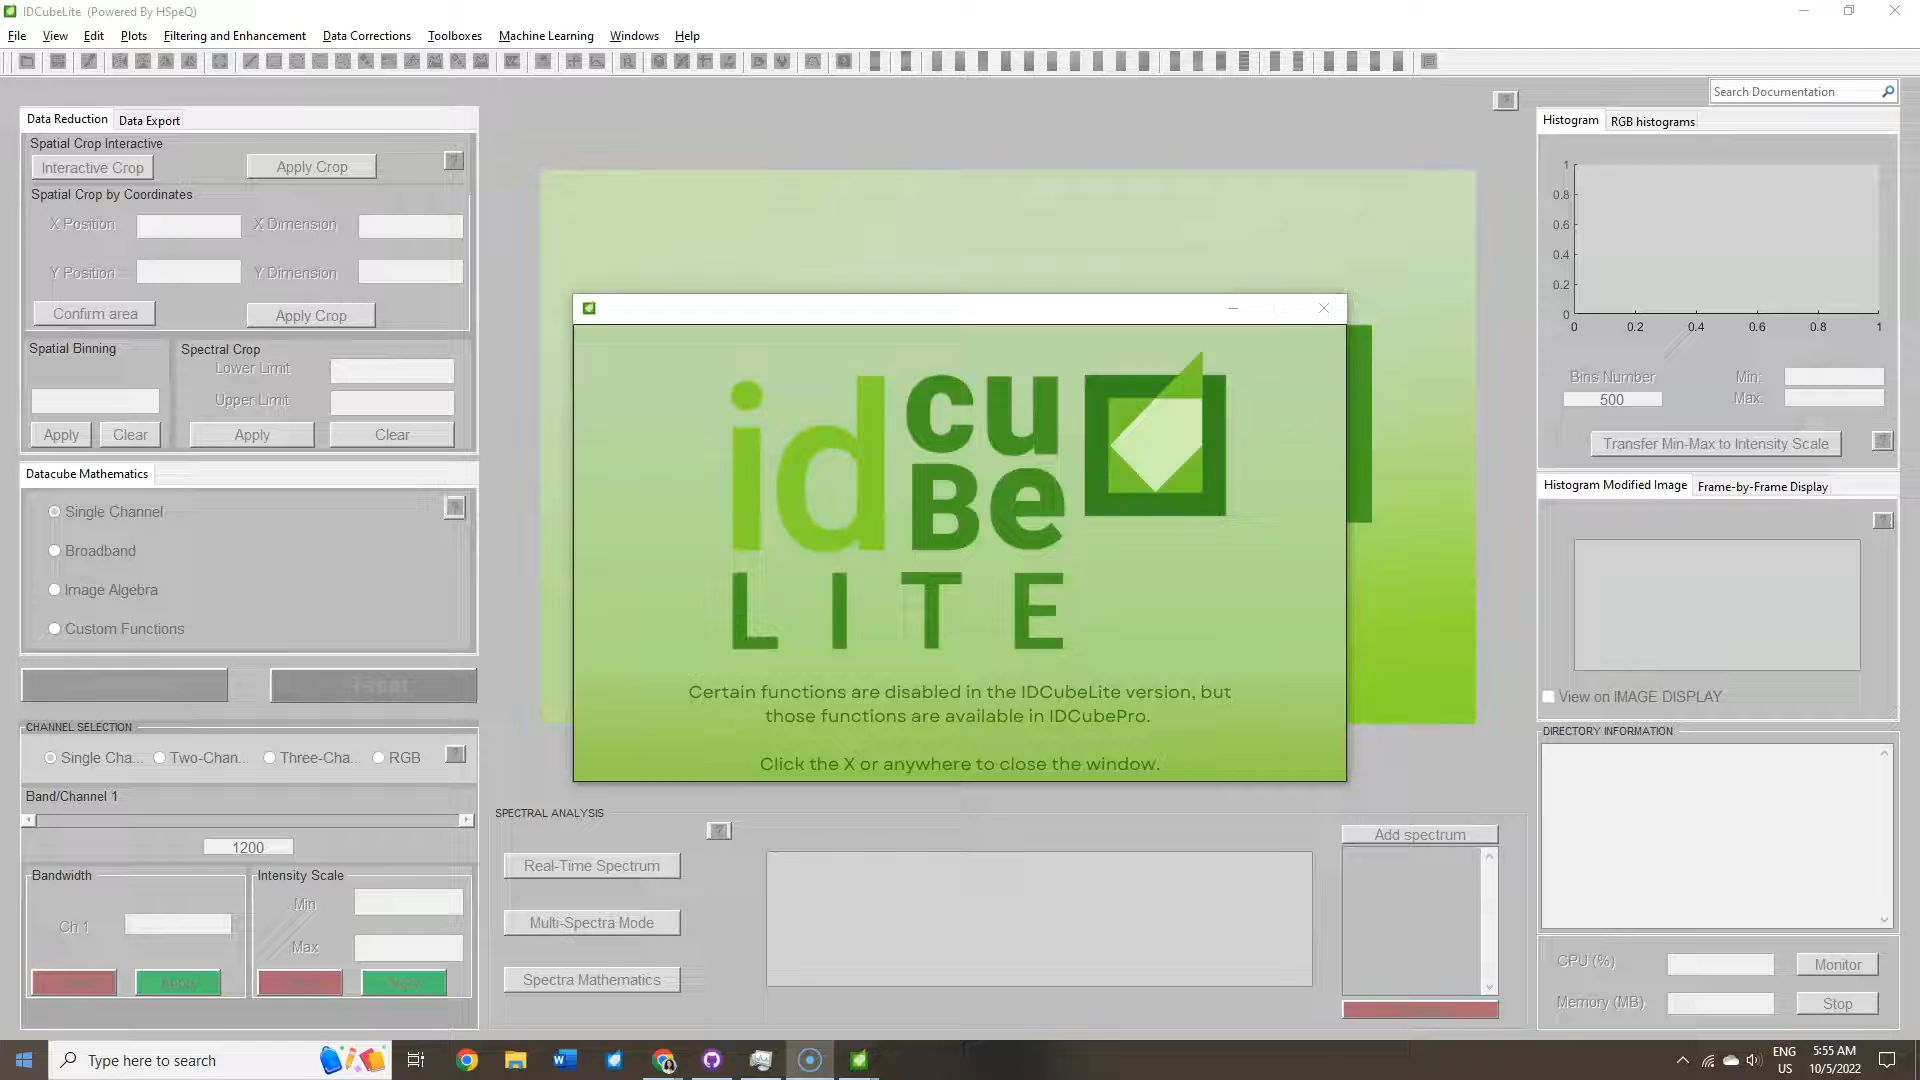 IDCubeLite (Powered By HSpeQ)
File View Edit Plots Filtering and Enhancement Data Corrections Toolboxes Machine Learning Windows Help
Search Documentation
Data Reduction Data Export
Spatial Crop Interactive
Interactive Crop Apply Crop ?
Spatial Crop by Coordinates
X Position X Dimension
Y Position Y Dimension
Confirm area Apply Crop
Spatial Binning Spectral Crop
Lower Limit
Upper Limit
Apply Clear Apply Clear
Datacube Mathematics
Single Channel ?
Broadband
Image Algebra
Custom Functions
CHANNEL SELECTION
Single Cha... Two-Chan... Three-Cha... RGB ?
Band/Channel 1
1200
Bandwidth Intensity Scale
Min
Ch 1
Max
Apply Apply
id cu
Be
LITE
Certain functions are disabled in the IDCubeLite version, but
those functions are available in IDCubePro.
Click the X or anywhere to close the window.
SPECTRAL ANALYSIS
?
Real-Time Spectrum
Multi-Spectra Mode
Spectra Mathematics
Add spectrum
?
Histogram RGB histograms
1
0.8
0.6
0.4
0.2
0
0 0.2 0.4 0.6 0.8 1
Bins Number Min:
500 Max:
Transfer Min-Max to Intensity Scale ?
Histogram Modified Image Frame-by-Frame Display
?
View on IMAGE DISPLAY
DIRECTORY INFORMATION
CPU (%) Monitor
Memory (MB) Stop
Type here to search
ENG
US
5:55 AM
10/5/2022